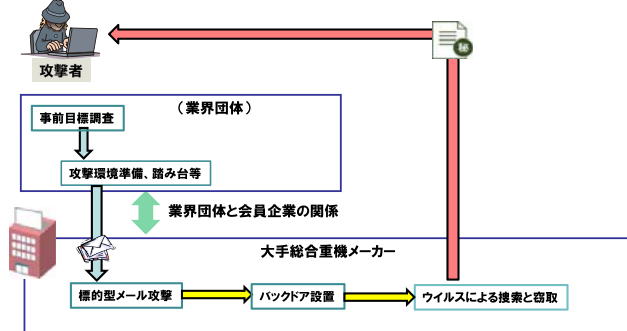 秘
攻撃者
（業界団体）
事前目標調査
攻撃環境準備、踏み台等
業界団体と会員企業の関係
大手総合重機メーカー
標的型メール攻撃
バックドア設置
ウイルスによる捜索と窃取